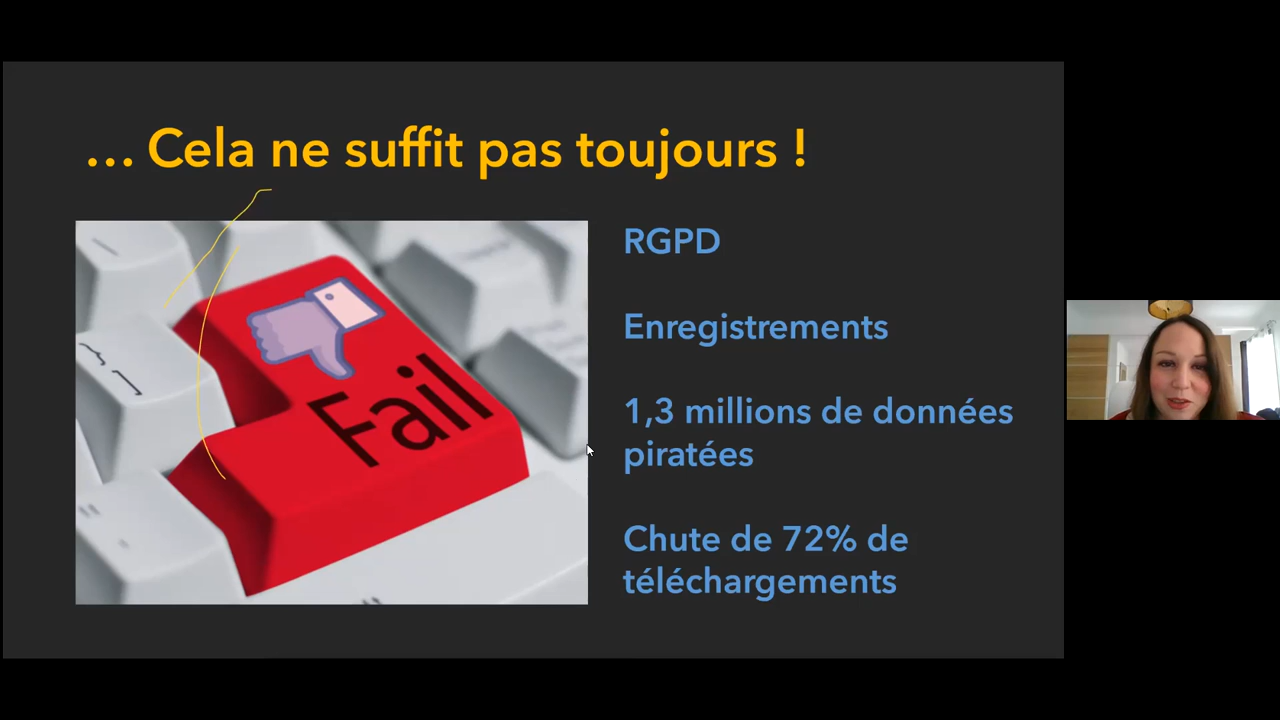 … Cela ne suffit pas toujours !
Fail
RGPD
Enregistrements
1,3 millions de données
piratées
Chute de 72% de
téléchargements